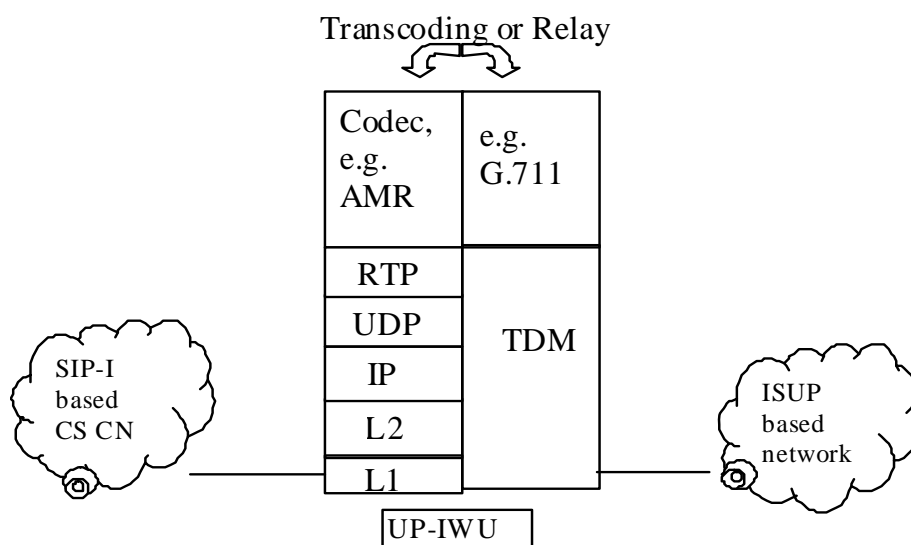 Transcoding or Relay
Codec,
e.g.
AMR
e.g.
G.711
RTP
UDP
IP
L2
L1
TDM
SIP-I
based
CS CN
ISUP
based
network
UP-IWU